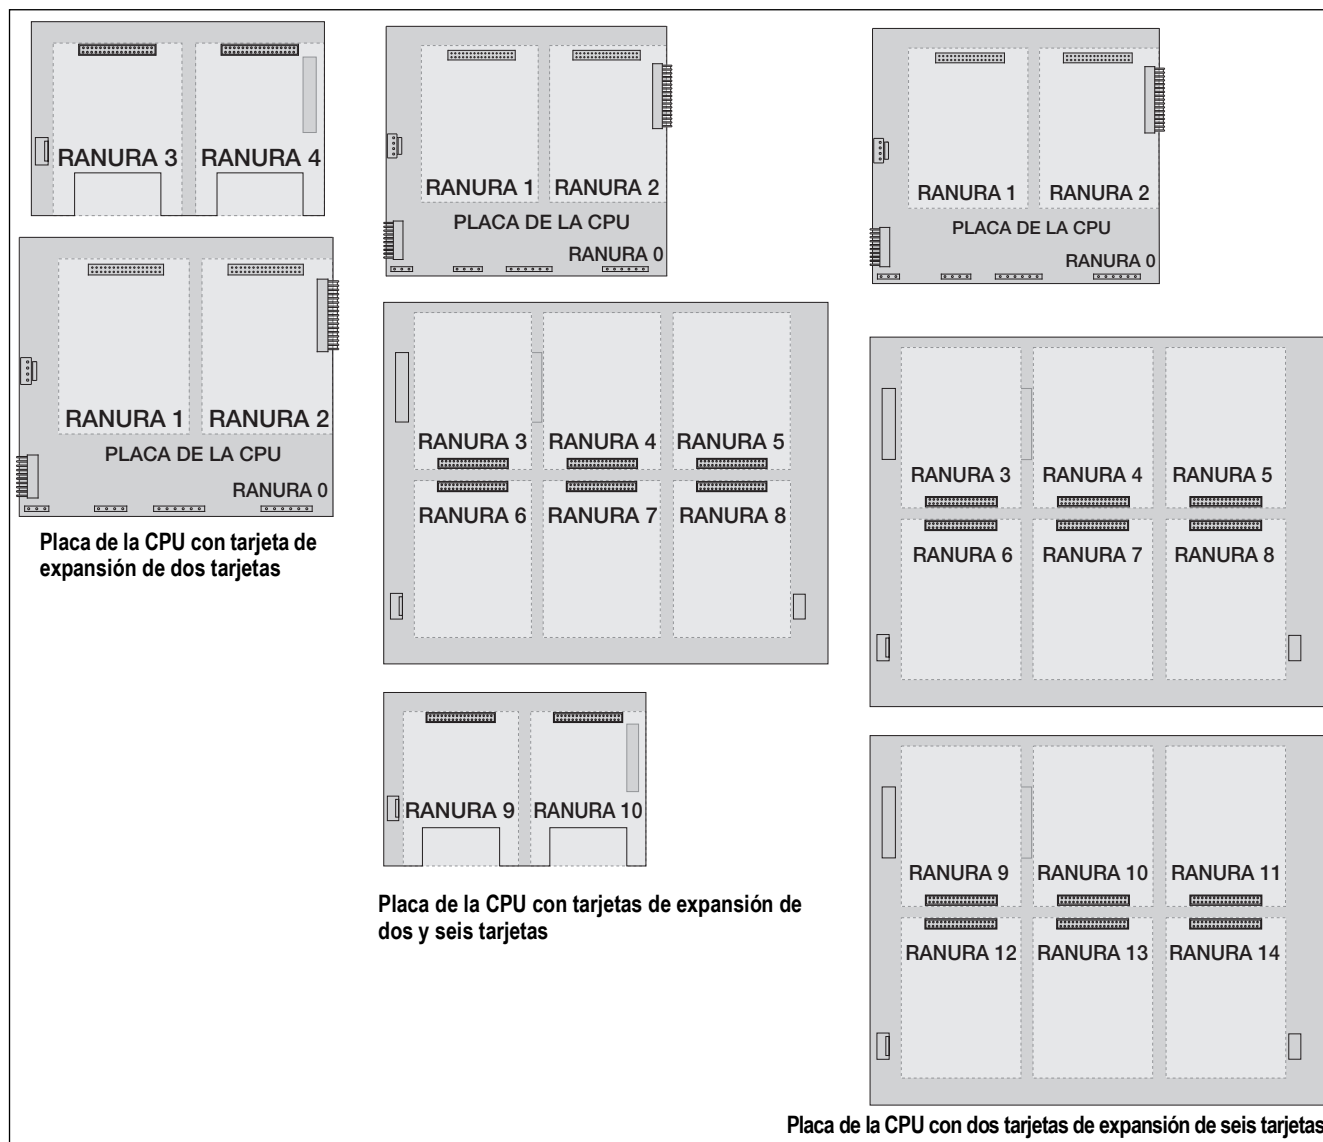 RANURA 3 RANURA 4
RANURA 1 RANURA 2
PLACA DE LA CPU
RANURA 0
Placa de la CPU con tarjeta de
expansión de dos tarjetas
RANURA 1 RANURA 2
PLACA DE LA CPU
RANURA 0
RANURA 3 RANURA 4 RANURA 5
RANURA 6 RANURA 7 RANURA 8
RANURA 9 RANURA 10
Placa de la CPU con tarjetas de expansión de
dos y seis tarjetas
RANURA 1 RANURA 2
PLACA DE LA CPU
RANURA 0
RANURA 3 RANURA 4 RANURA 5
RANURA 6 RANURA 7 RANURA 8
RANURA 9 RANURA 10 RANURA 11
RANURA 12 RANURA 13 RANURA 14
Placa de la CPU con dos tarjetas de expansión de seis tarjetas